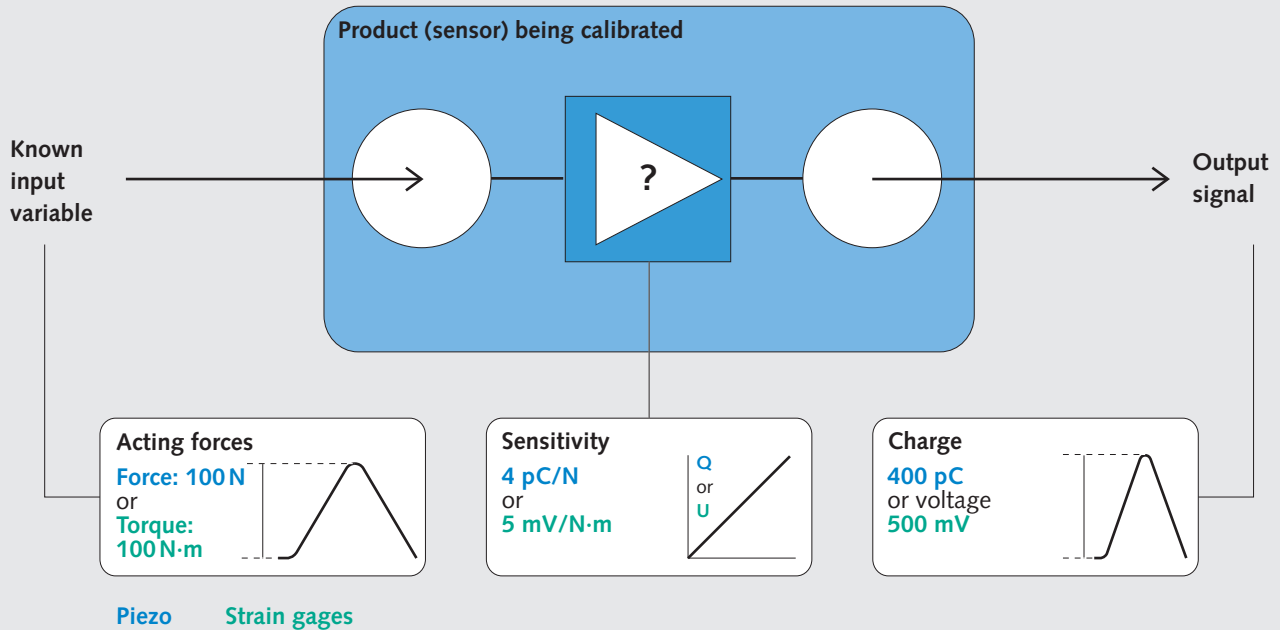 Product (sensor) being calibrated
Known
input
variable
?
Output
signal
Acting forces
Force: 100 N
or
Torque:
100 N·m
Sensitivity
4 pC/N
or
5 mV/N·m
Q
or
U
Charge
400 pC
or voltage
500 mV
Piezo Strain gages